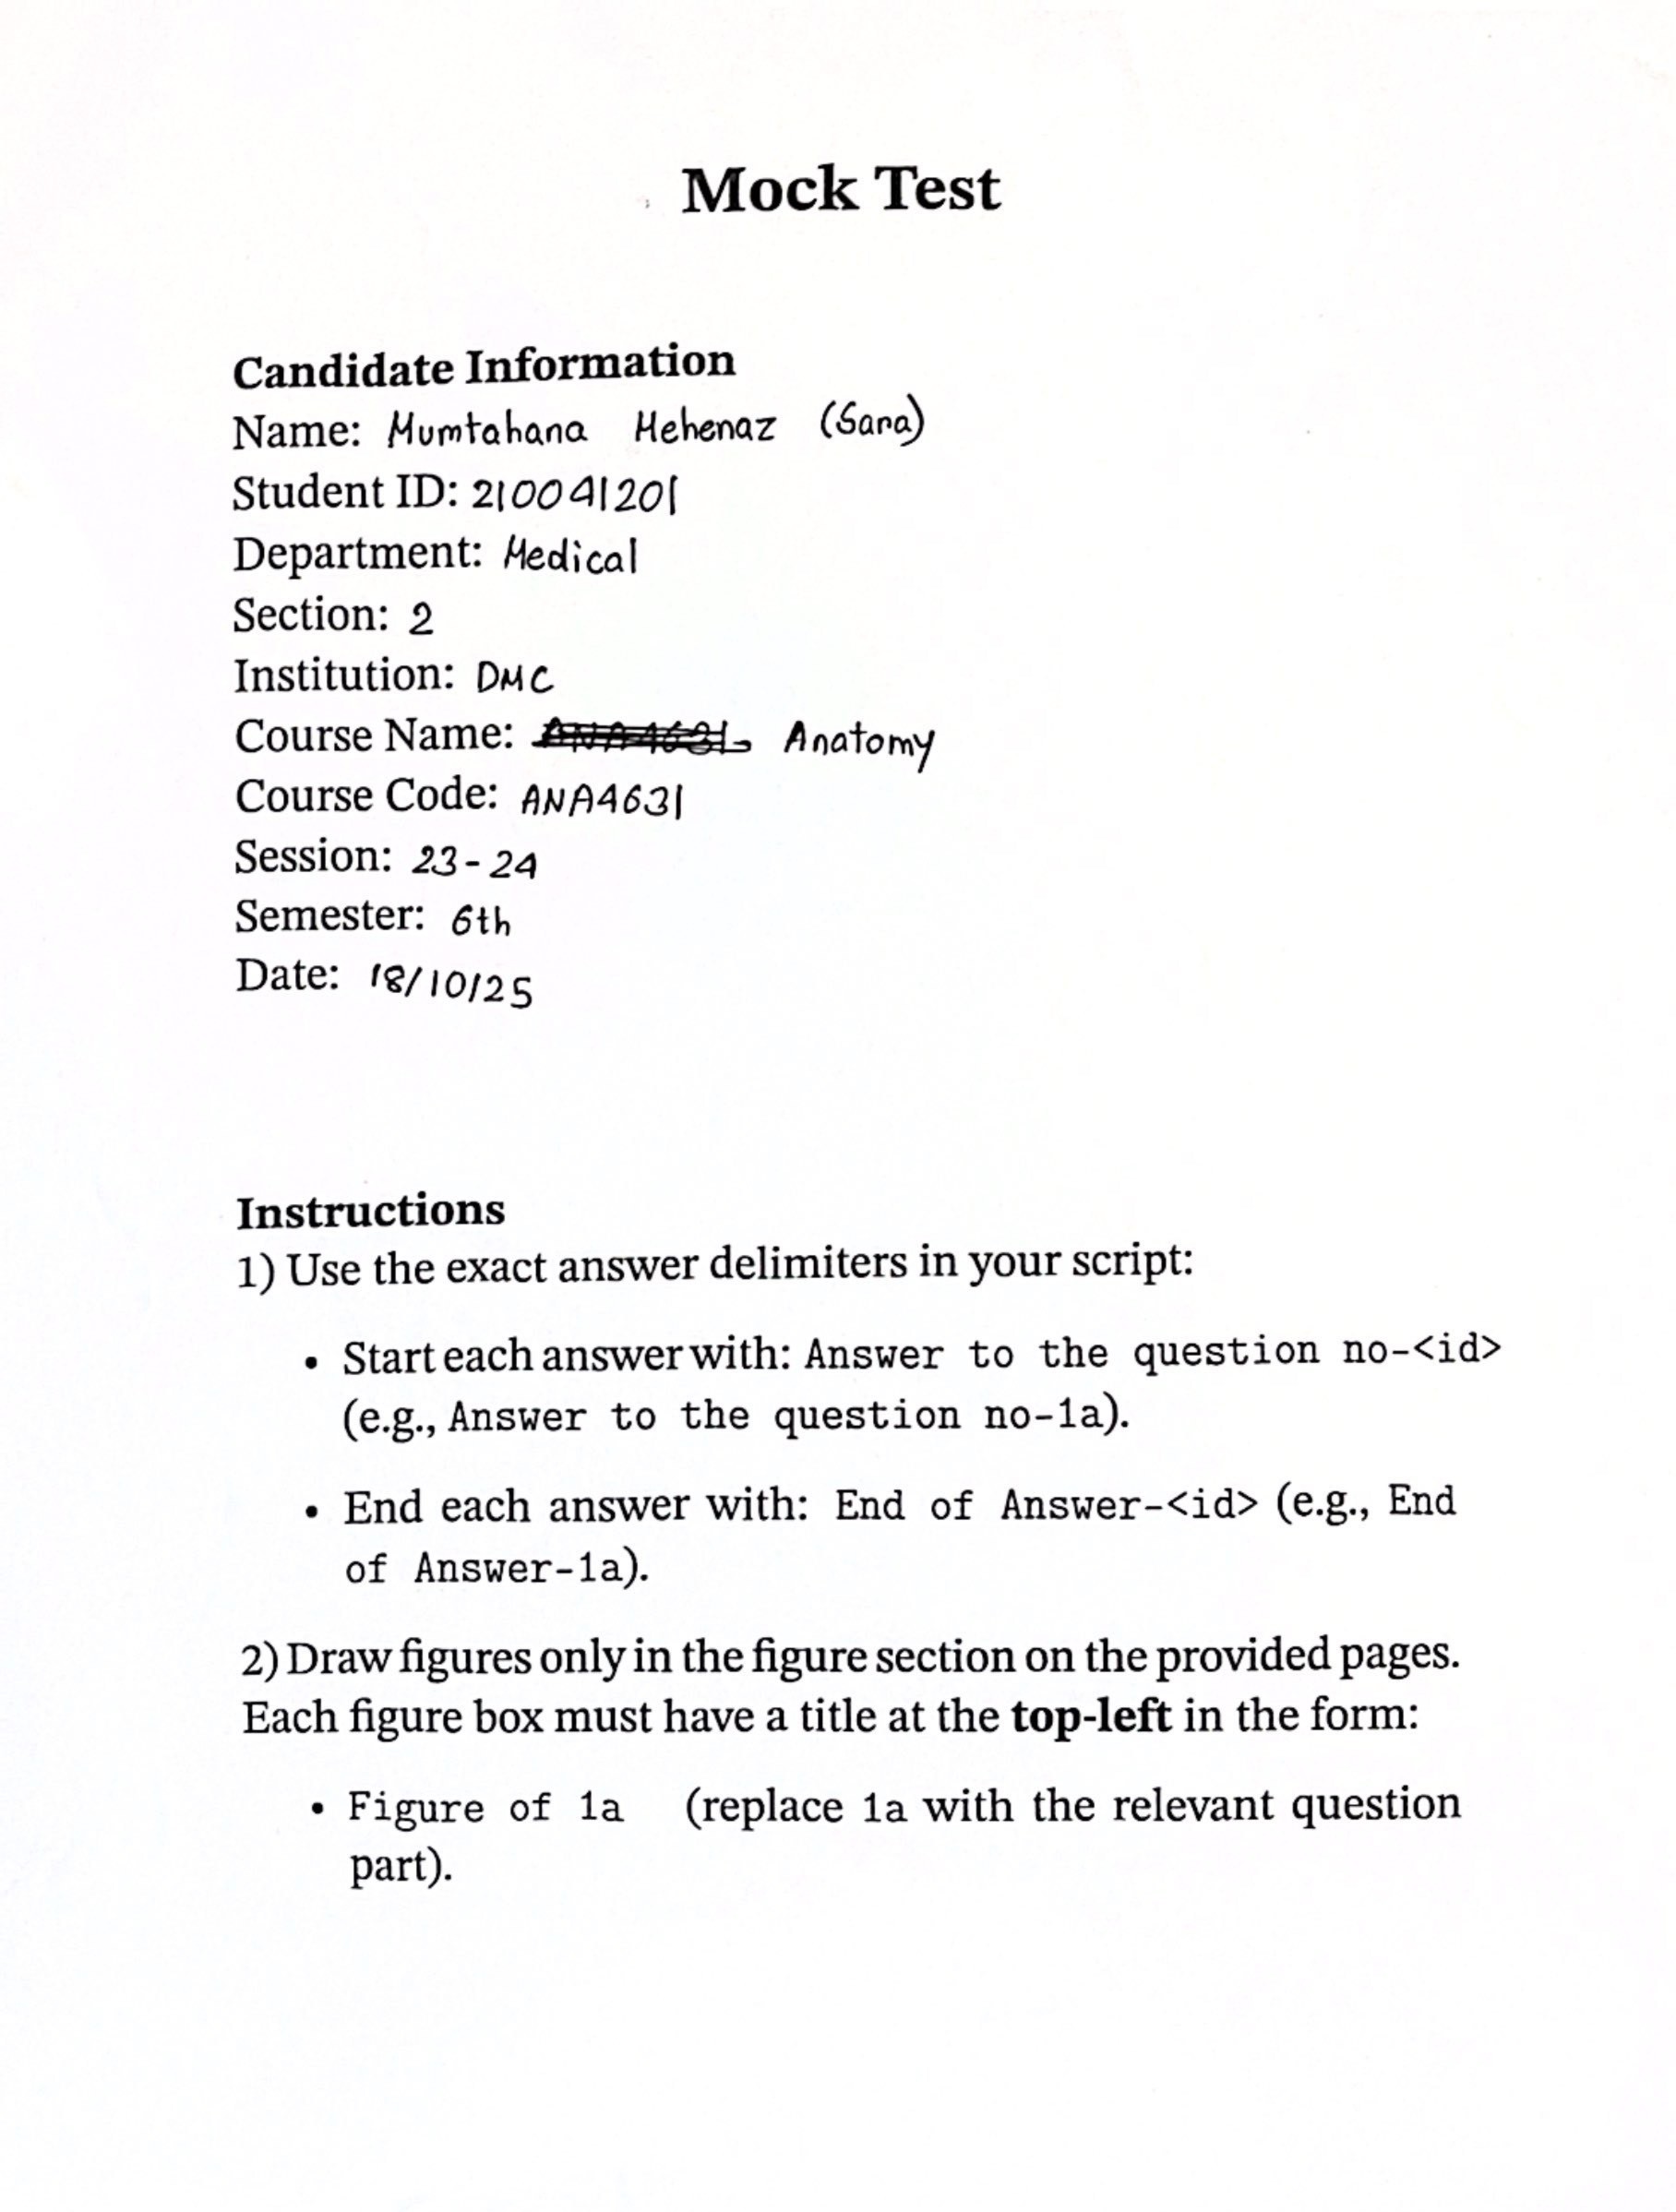 Mock Test
Candidate Information
Name: Mumtahana Mehenaz (Sara)
Student ID: 210041201
Department: Medical
Section: 2
Institution: DMC
Course Name: ANA4631 Anatomy
Course Code: ANA4631
Session: 23-24
Semester: 6th
Date: 18/10/25
Instructions
1) Use the exact answer delimiters in your script:
• Start each answer with: Answer to the question no-<id>
(e.g., Answer to the question no-1a).
• End each answer with: End of Answer-<id> (e.g., End
of Answer-1a).
2) Draw figures only in the figure section on the provided pages.
Each figure box must have a title at the top-left in the form:
• Figure of 1a (replace 1a with the relevant question
part).